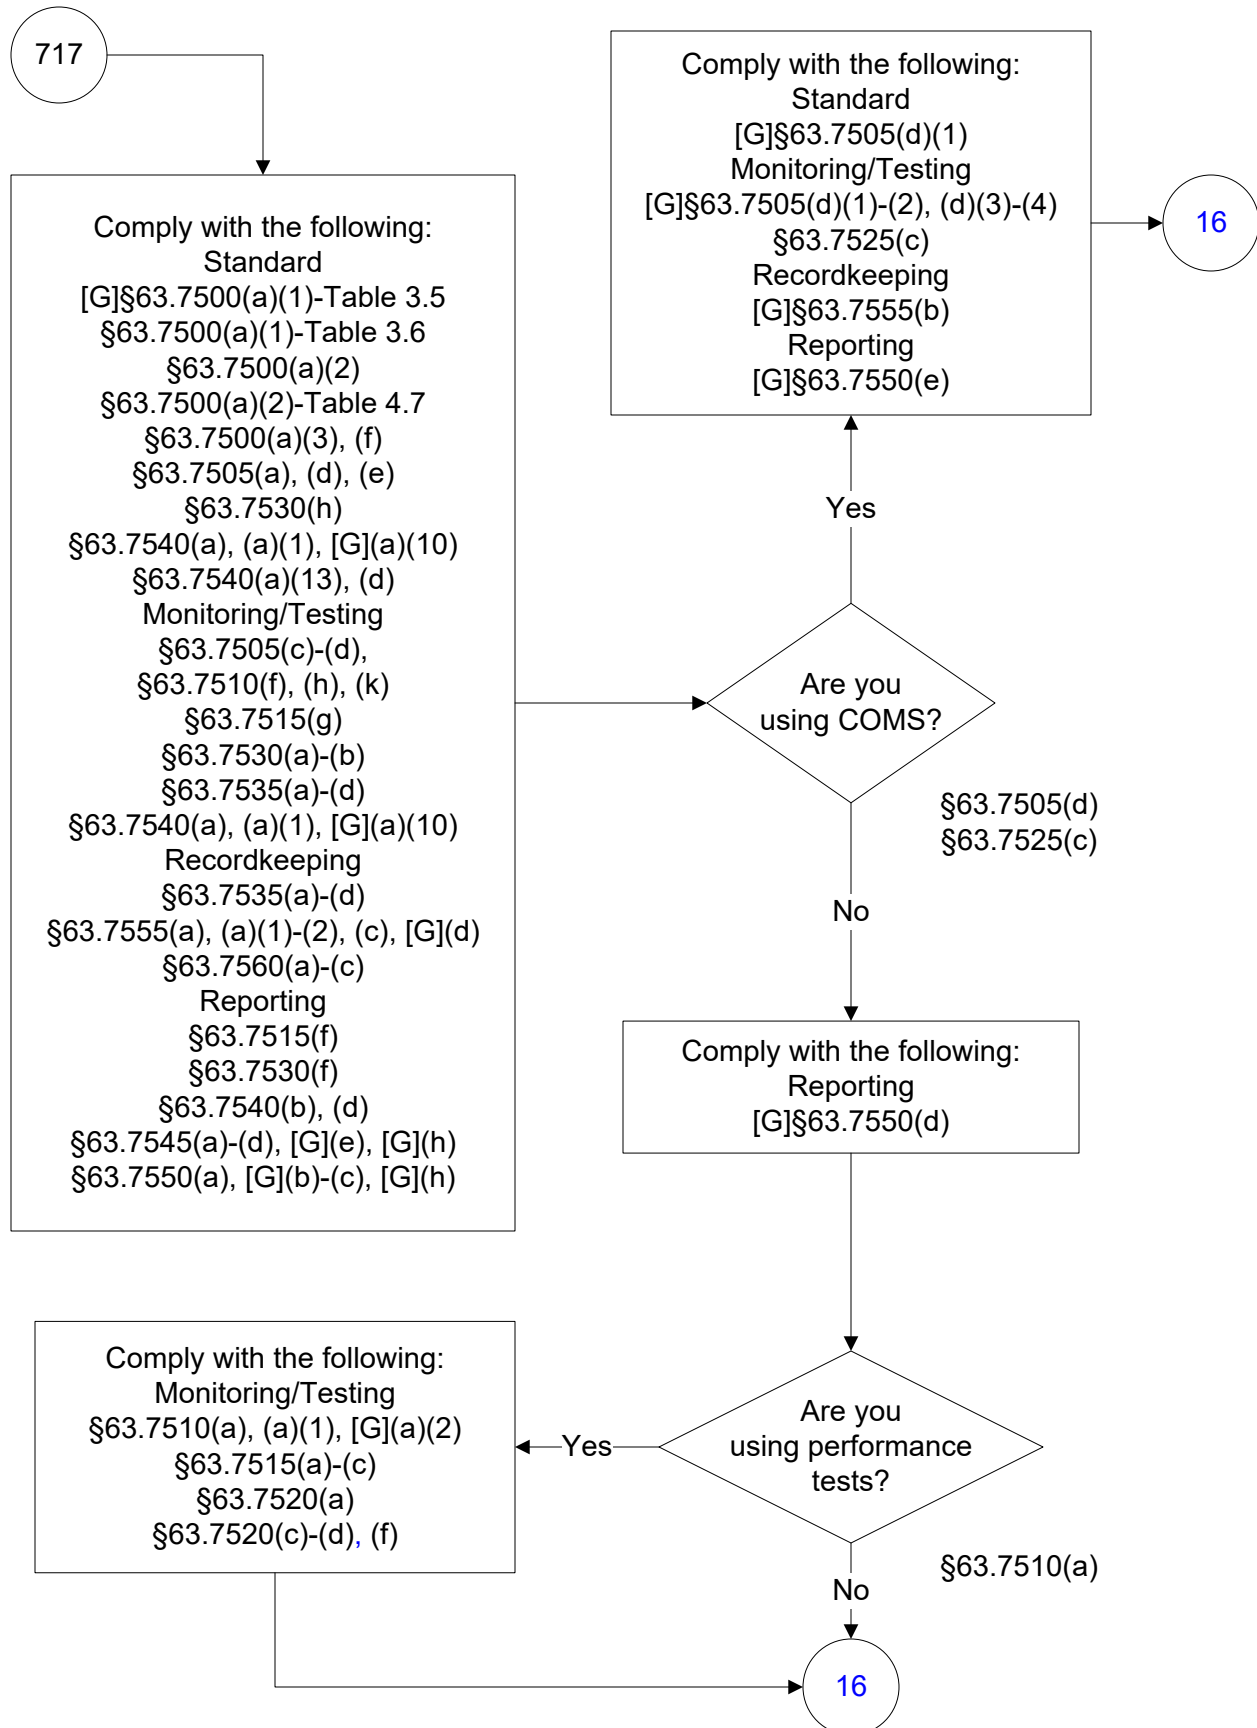 717
Comply with the following:
Standard
[G]§63.7500(a)(1)-Table 3.5
§63.7500(a)(1)-Table 3.6
§63.7500(a)(2)
§63.7500(a)(2)-Table 4.7
§63.7500(a)(3), (f)
§63.7505(a), (d), (e)
§63.7530(h)
§63.7540(a), (a)(1), [G](a)(10)
§63.7540(a)(13), (d)
Monitoring/Testing
§63.7505(c)-(d),
§63.7510(f), (h), (k)
§63.7515(g)
§63.7530(a)-(b)
§63.7535(a)-(d)
§63.7540(a), (a)(1), [G](a)(10)
Recordkeeping
§63.7535(a)-(d)
§63.7555(a), (a)(1)-(2), (c), [G](d)
§63.7560(a)-(c)
Reporting
§63.7515(f)
§63.7530(f)
§63.7540(b), (d)
§63.7545(a)-(d), [G](e), [G](h)
§63.7550(a), [G](b)-(c), [G](h)
Comply with the following:
Standard
[G]§63.7505(d)(1)
Monitoring/Testing
[G]§63.7505(d)(1)-(2), (d)(3)-(4)
§63.7525(c)
Recordkeeping
[G]§63.7555(b)
Reporting
[G]§63.7550(e)
16
Yes
Are you
using COMS?
§63.7505(d)
§63.7525(c)
No
Comply with the following:
Reporting
[G]§63.7550(d)
Are you
using performance
tests?
§63.7510(a)
Yes
Comply with the following:
Monitoring/Testing
§63.7510(a), (a)(1), [G](a)(2)
§63.7515(a)-(c)
§63.7520(a)
§63.7520(c)-(d), (f)
No
16